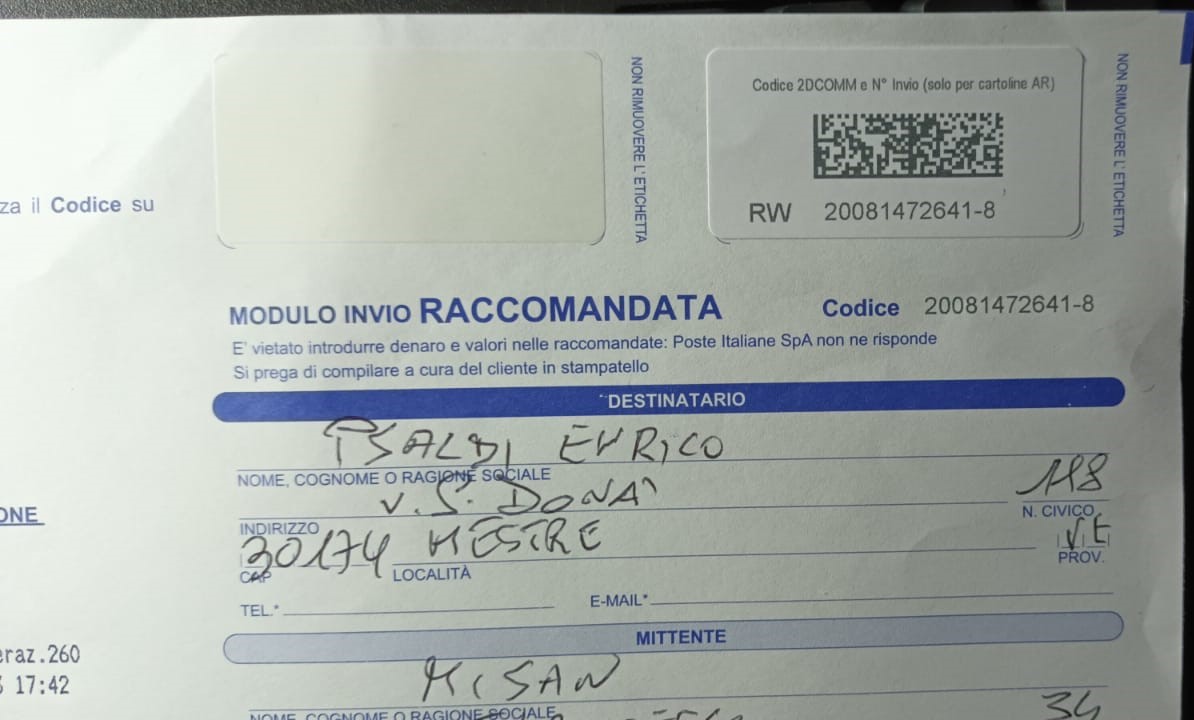 Codice 2DCOMM e N° Invio (solo per cartoline AR)
NON RIMUOVERE L'ETICHETTA
NON RIMUOVERE L'ETICHETTA
RW 20081472641-8
za il Codice su
MODULO INVIO RACCOMANDATA Codice 20081472641-8
E' vietato introdurre denaro e valori nelle raccomandate: Poste Italiane SpA non ne risponde
Si prega di compilare a cura del cliente in stampatello
DESTINATARIO
PSALDI ENRICO
NOME, COGNOME O RAGIONE SOCIALE
V. S. DONA' 118
INDIRIZZO N. CIVICO
30174 MESTRE VE
CAP LOCALITÀ PROV.
ONE
TEL.* E-MAIL*
MITTENTE
eraz.260
17:42
MISAN
34
NOME, COGNOME O RAGIONE SOCIALE